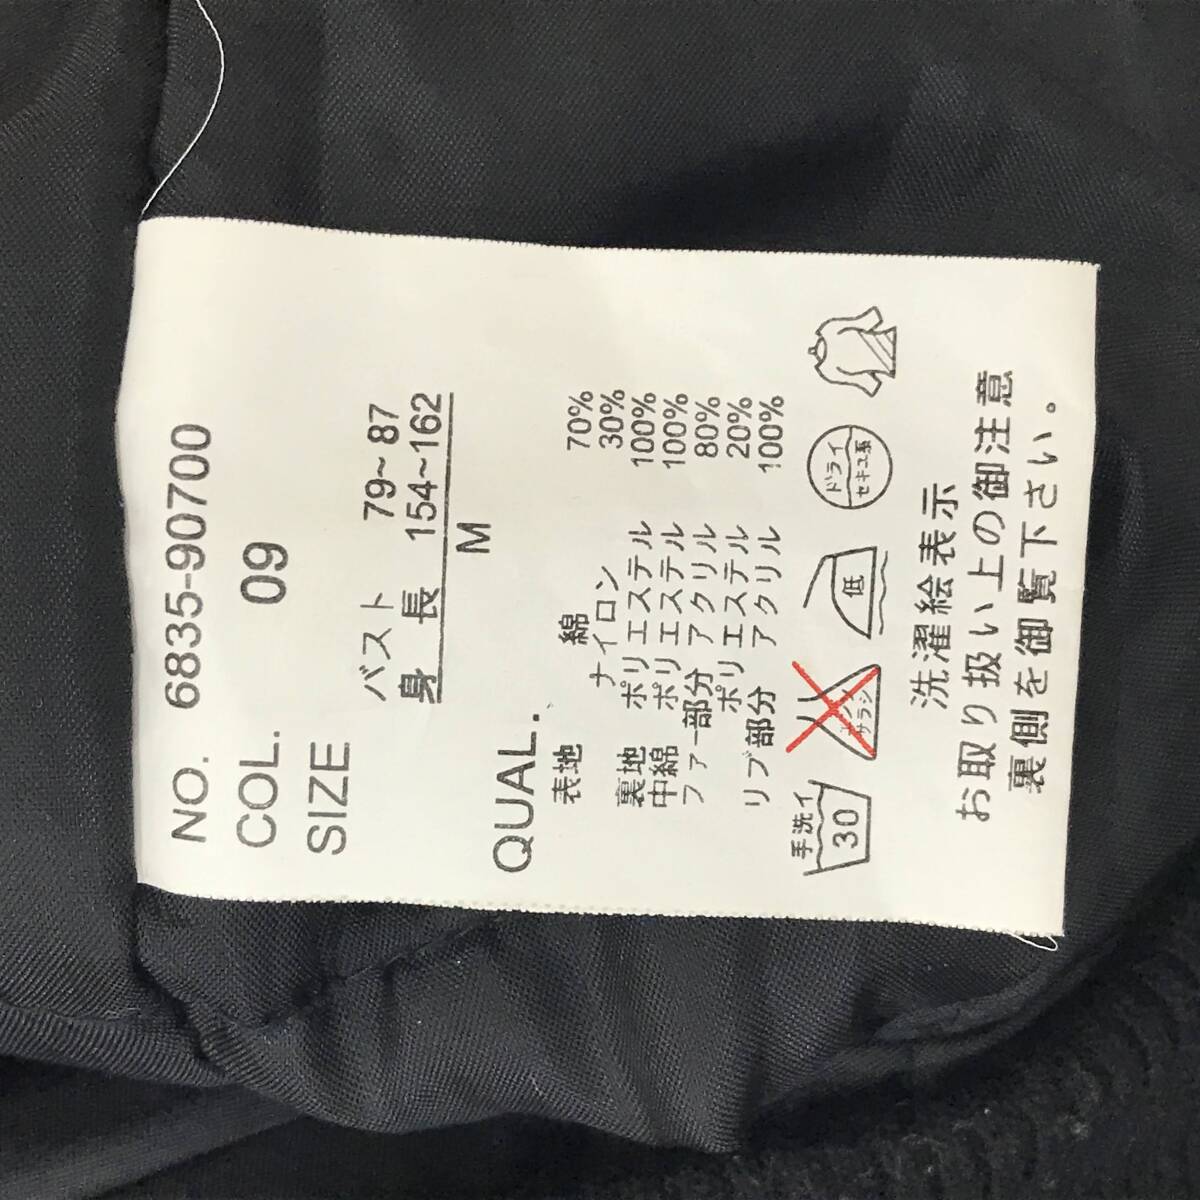 NO. 6835-90700
COL. 09
SIZE
バスト 79~87
身長 154~162
M
QUAL.
表地 綿 70%
ナイロン 30%
裏地 ポリエステル 100%
中綿 ポリエステル 100%
ファー部分 アクリル 80%
ポリエステル 20%
リブ部分 アクリル 100%
手洗イ
30
エンソ
サラシ
低
ドライ
セキユ系
洗濯絵表示
お取り扱い上の御注意
裏側を御覧下さい。